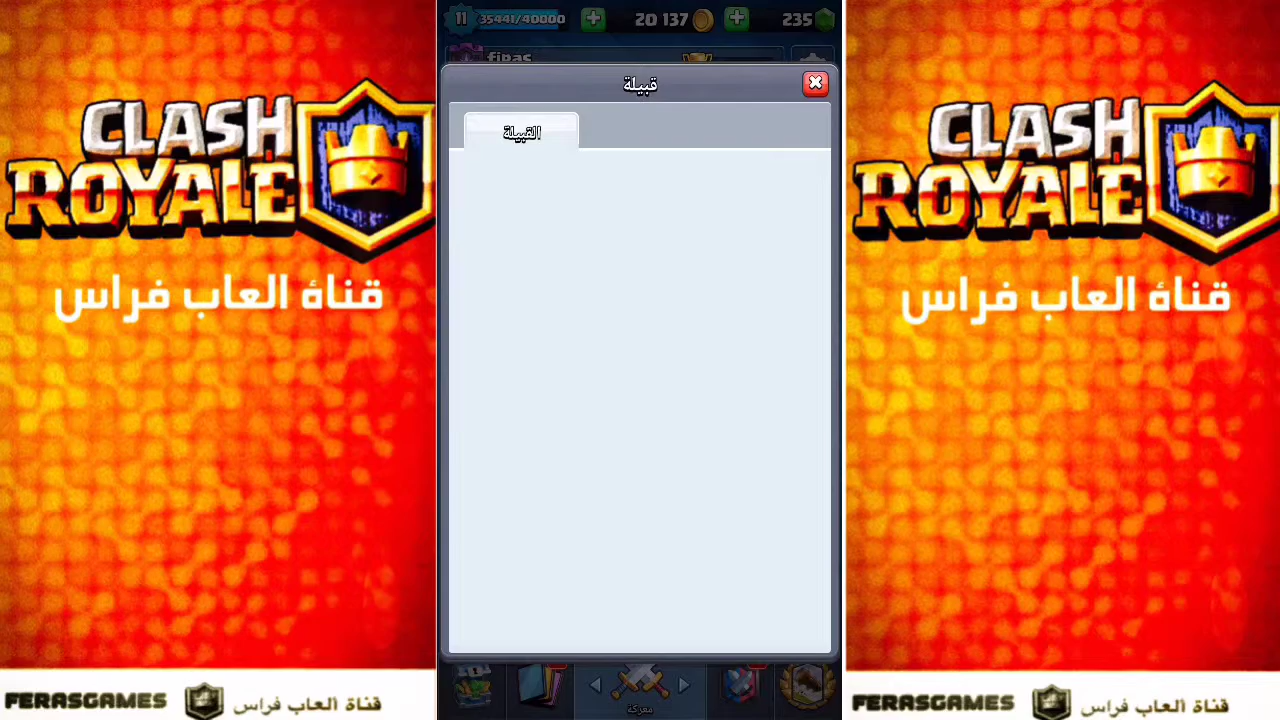 CLASH
ROYALE
قناة العاب فراس
FERASGAMES
قناة العاب فراس
11
35441/40000
20 137
235
firas
قبيلة
القبيلة
معركة
CLASH
ROYALE
قناة العاب فراس
FERASGAMES
قناة العاب فراس